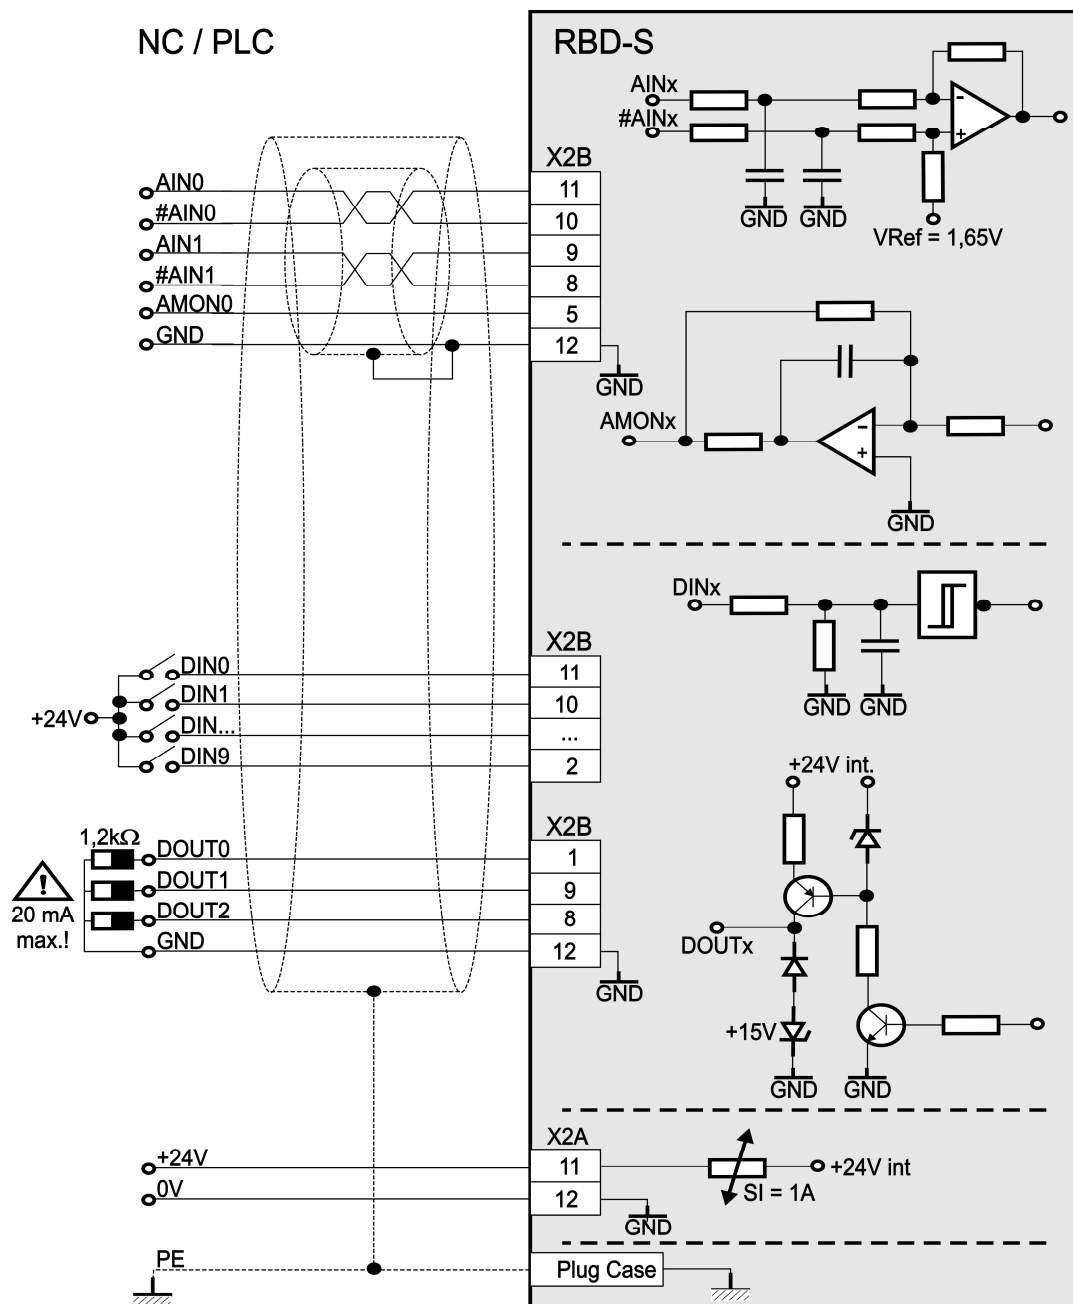 NC / PLC
RBD-S
AINx
#AINx
-
+
GND
GND
VRef = 1,65V
X2B
AIN0
11
#AIN0
10
AIN1
9
#AIN1
8
AMON0
5
GND
12
GND
AMONx
-
+
GND
DINx
GND
GND
X2B
DIN0
11
DIN1
10
+24V
DIN...
...
DIN9
2
+24V int.
X2B
1,2kΩ
DOUT0
1
DOUT1
9
DOUT2
8
GND
12
GND
!
20 mA
max.!
DOUTx
+15V
GND
GND
X2A
+24V
11
+24V int
SI = 1A
0V
12
GND
PE
Plug Case